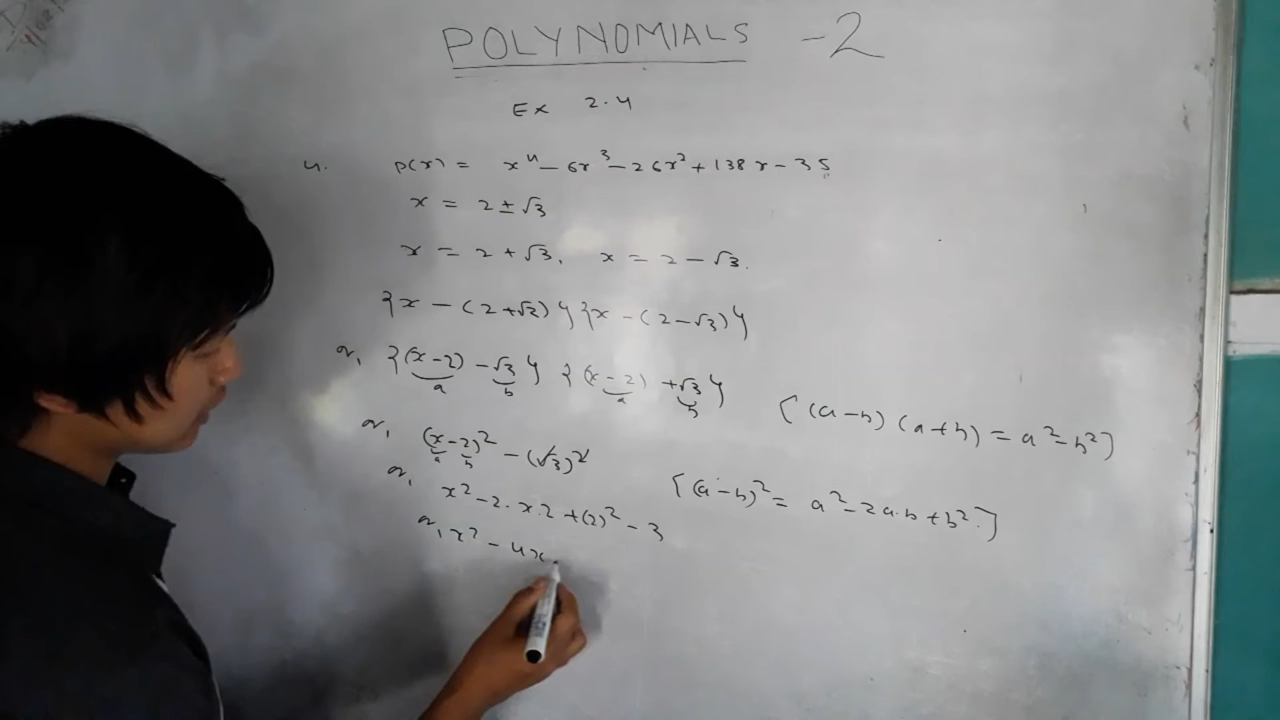 POLYNOMIALS -2
Ex 2.4
4. P(x) = x⁴ - 6x³ - 26x² + 138x - 35
x = 2 ± √3
x = 2 + √3, x = 2 - √3.
{x - (2 + √3)} {x - (2 - √3)}
or, {(x - 2) - √3} {(x - 2) + √3}
a b a b
[(a - b) (a + b) = a² - b²]
or, (x - 2)² - (√3)²
a b
[(a - b)² = a² - 2a.b + b².]
or, x² - 2.x.2 + (2)² - 3
or, x² - 4x